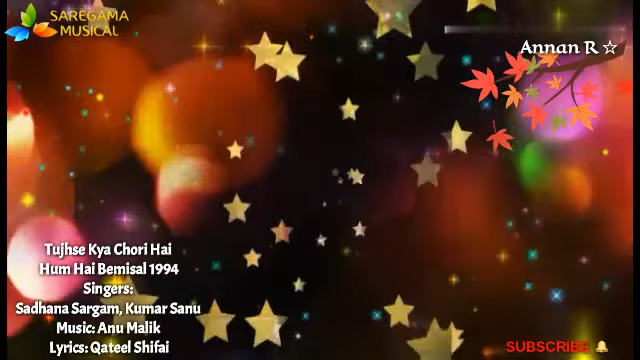 SAREGAMA
MUSICAL
Annan R ☆
Tujhse Kya Chori Hai
Hum Hai Bemisal 1994
Singers:
Sadhana Sargam, Kumar Sanu
Music: Anu Malik
Lyrics: Qateel Shifai
SUBSCRIBE 🔔